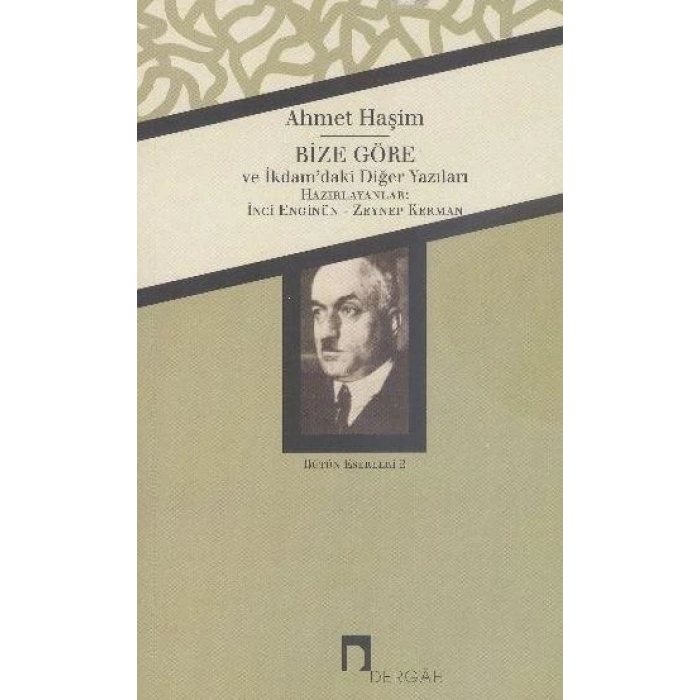 Ahmet Haşim
BİZE GÖRE
ve İkdam'daki Diğer Yazıları
HAZIRLAYANLAR:
İNCİ ENGİNÜN - ZEYNEP KERMAN
BÜTÜN ESERLERİ 2
DERGÂH